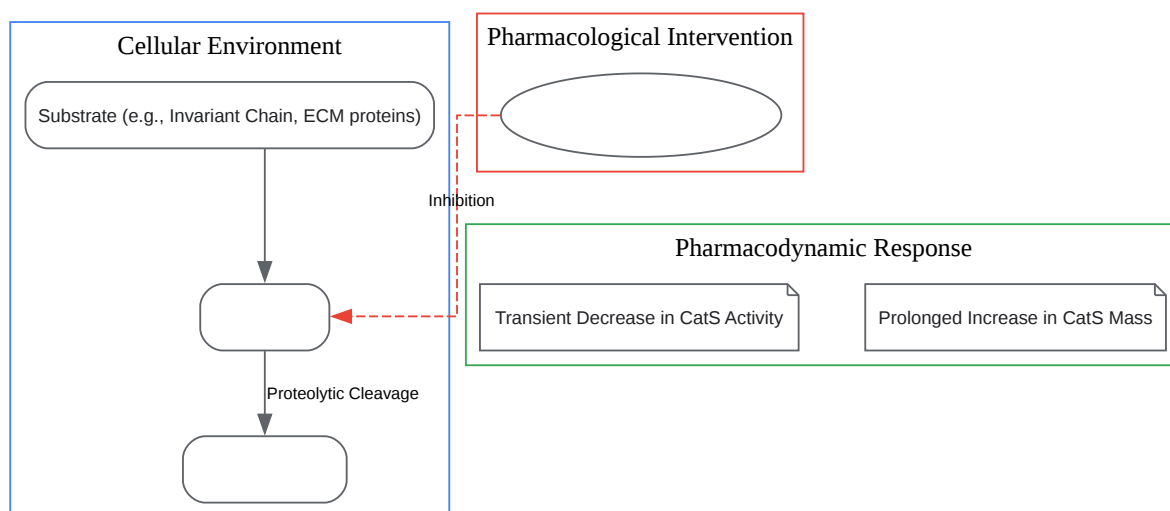 Cellular Environment
Substrate (e.g., Invariant Chain, ECM proteins)
Pharmacological Intervention
Inhibition
Pharmacodynamic Response
Transient Decrease in CatS Activity
Prolonged Increase in CatS Mass
Proteolytic Cleavage